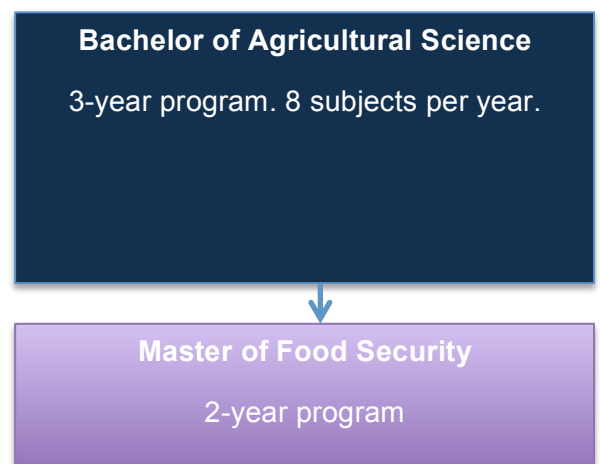 Bachelor of Agricultural Science
3-year program. 8 subjects per year.
Master of Food Security
2-year program